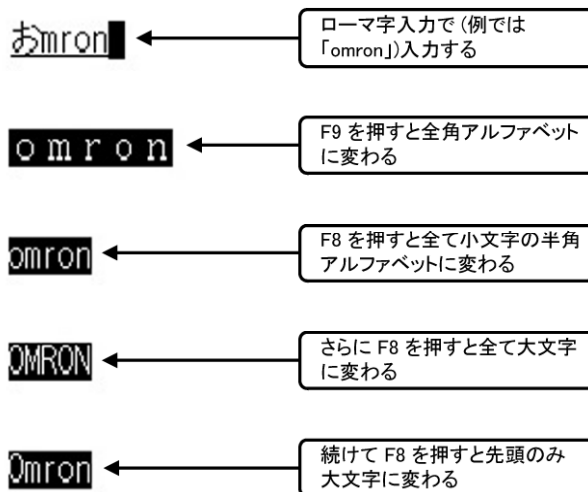 おmron
ローマ字入力で (例では
「omron」)入力する
ｏｍｒｏｎ
F9 を押すと全角アルファベット
に変わる
omron
F8 を押すと全て小文字の半角
アルファベットに変わる
OMRON
さらに F8 を押すと全て大文字
に変わる
Omron
続けて F8 を押すと先頭のみ
大文字に変わる